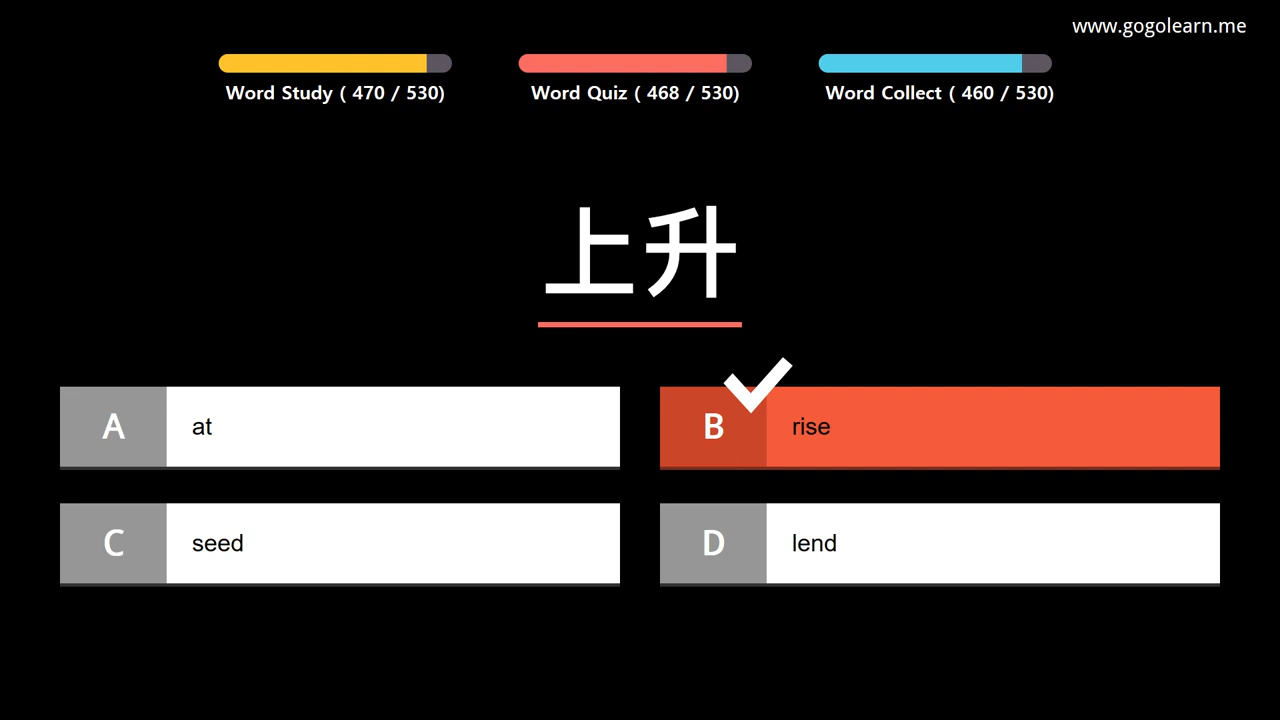 www.gogolearn.me
Word Study ( 470 / 530)
Word Quiz ( 468 / 530)
Word Collect ( 460 / 530)
上升
A at
B rise
C seed
D lend